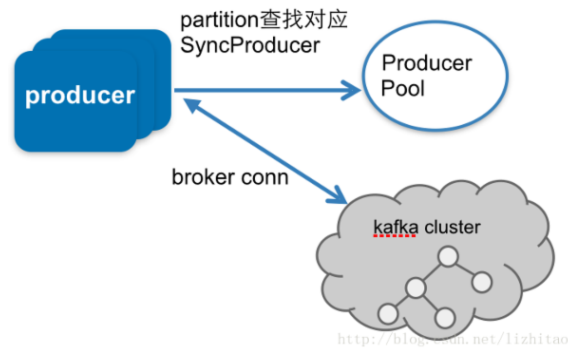 partition查找对应
SyncProducer
producer
Producer
Pool
broker conn
kafka cluster
http://blog.csdn.net/lizhitao